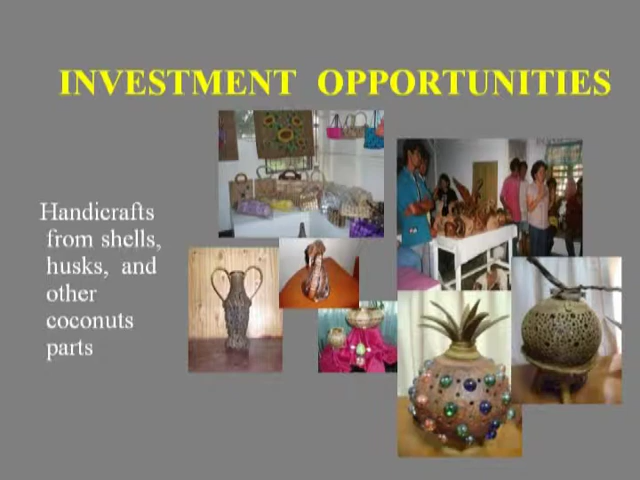 INVESTMENT OPPORTUNITIES
Handicrafts
from shells,
husks, and
other
coconuts
parts